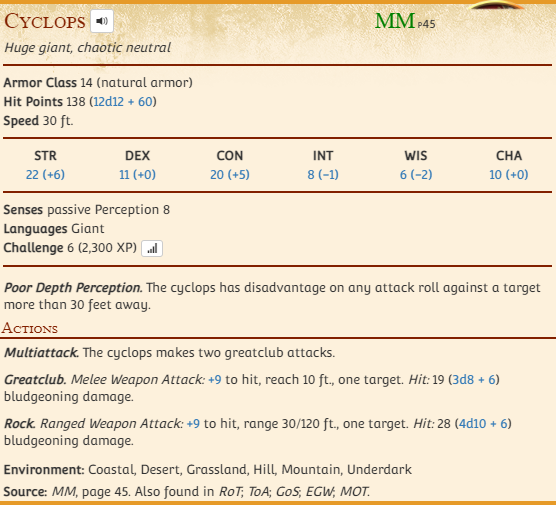 CYCLOPS
MM P45
Huge giant, chaotic neutral
Armor Class 14 (natural armor)
Hit Points 138 (12d12 + 60)
Speed 30 ft.
STR DEX CON INT WIS CHA
22 (+6) 11 (+0) 20 (+5) 8 (−1) 6 (−2) 10 (+0)
Senses passive Perception 8
Languages Giant
Challenge 6 (2,300 XP)
Poor Depth Perception. The cyclops has disadvantage on any attack roll against a target
more than 30 feet away.
ACTIONS
Multiattack. The cyclops makes two greatclub attacks.
Greatclub. Melee Weapon Attack: +9 to hit, reach 10 ft., one target. Hit: 19 (3d8 + 6)
bludgeoning damage.
Rock. Ranged Weapon Attack: +9 to hit, range 30/120 ft., one target. Hit: 28 (4d10 + 6)
bludgeoning damage.
Environment: Coastal, Desert, Grassland, Hill, Mountain, Underdark
Source: MM, page 45. Also found in RoT; ToA; GoS; EGW; MOT.